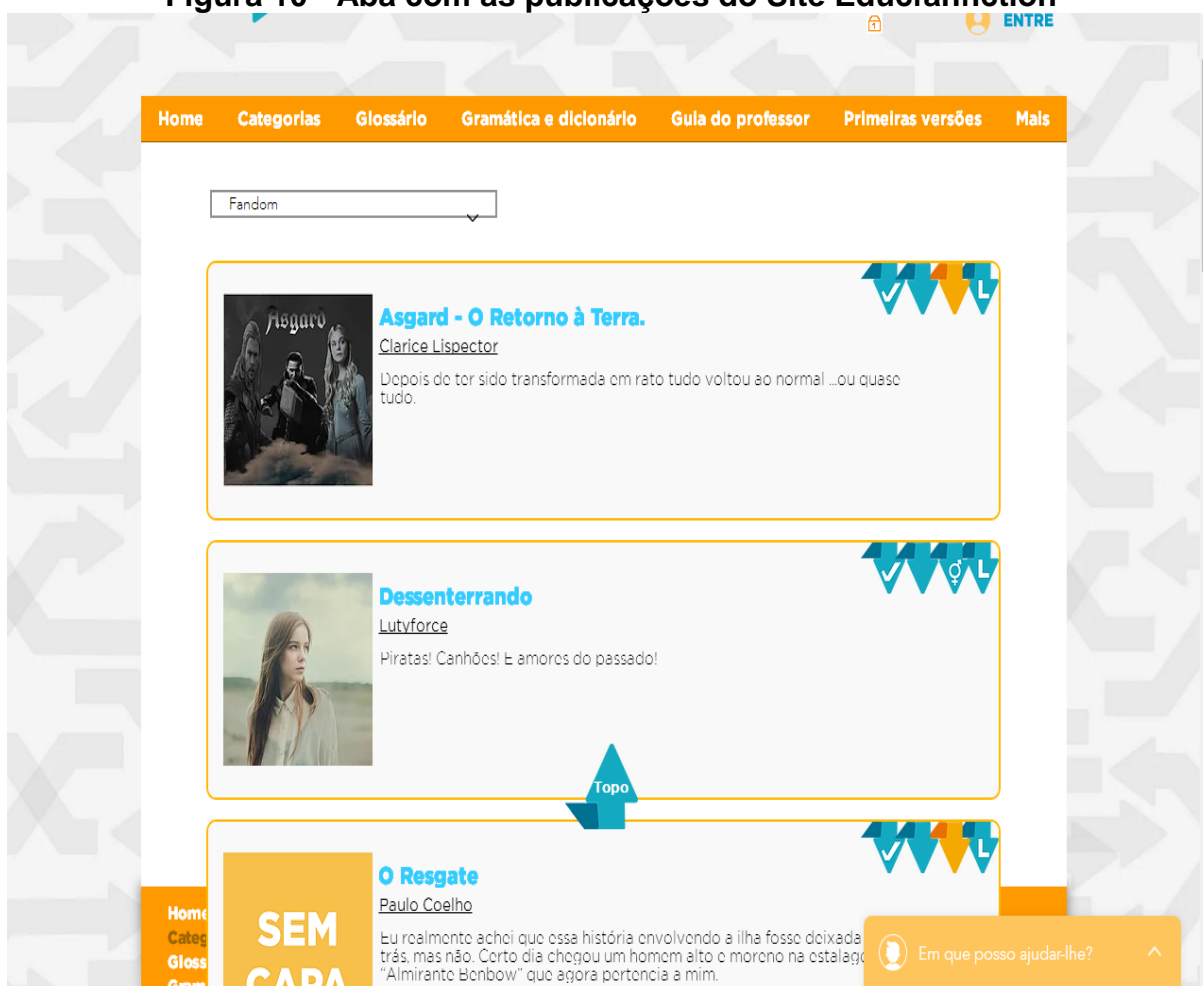 Figura 10 - Aba com as publicações do Site Educfanfiction
1
ENTRE
Home Categorias Glossário Gramática e dicionário Guia do professor Primeiras versões Mais
Fandom
Asgard
Asgard - O Retorno à Terra.
Clarice Lispector
Depois de ter sido transformada em rato tudo voltou ao normal ...ou quase
tudo.
L
Dessenterrando
Lutyforce
Piratas! Canhões! E amores do passado!
L
Topo
SEM
CAPA
O Resgate
Paulo Coelho
Eu realmente achei que essa história envolvendo a ilha fosse deixada
trás, mas não. Certo dia chegou um homem alto e moreno na estalag
"Almirante Benbow" que agora pertencia a mim.
L
Home
Categ
Gloss
Em que posso ajudar-lhe?